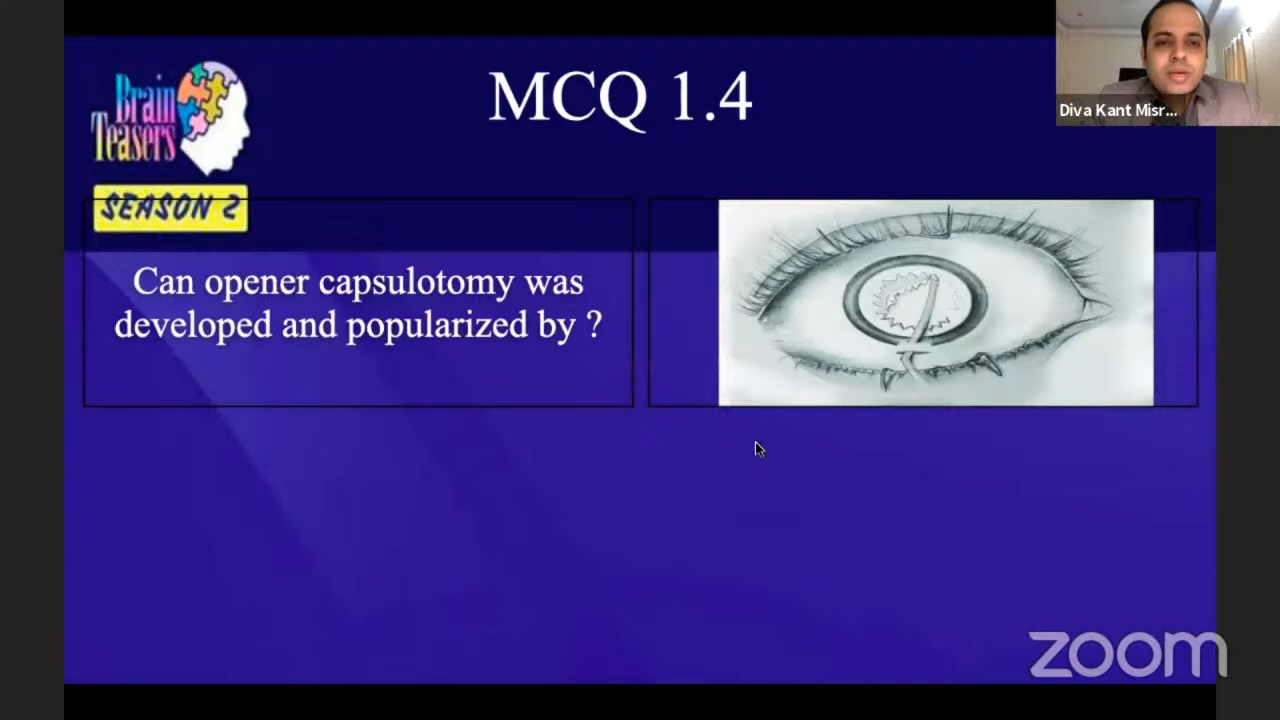 Brain
Teasers
SEASON 2
MCQ 1.4
Diva Kant Misr...
Can opener capsulotomy was
developed and popularized by ?
zoom